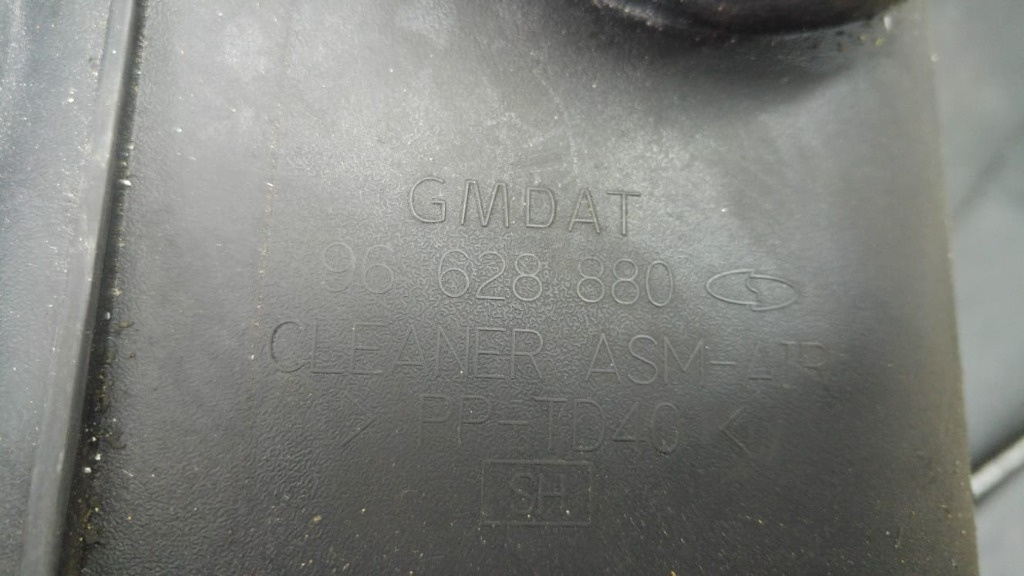 GMDAT
96 628 880
CLEANER ASM-AIR
> PP-TD40 <
SH